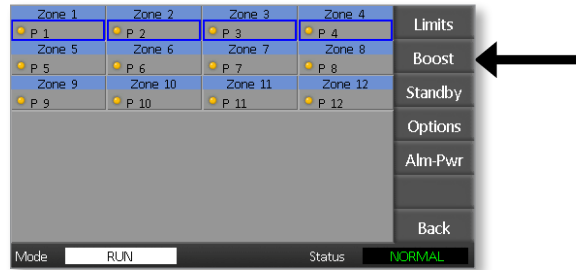 Zone 1 Zone 2 Zone 3 Zone 4 Limits
P 1 P 2 P 3 P 4
Zone 5 Zone 6 Zone 7 Zone 8 Boost
P 5 P 6 P 7 P 8
Zone 9 Zone 10 Zone 11 Zone 12 Standby
P 9 P 10 P 11 P 12
Options
Alm-Pwr
Back
Mode RUN Status NORMAL